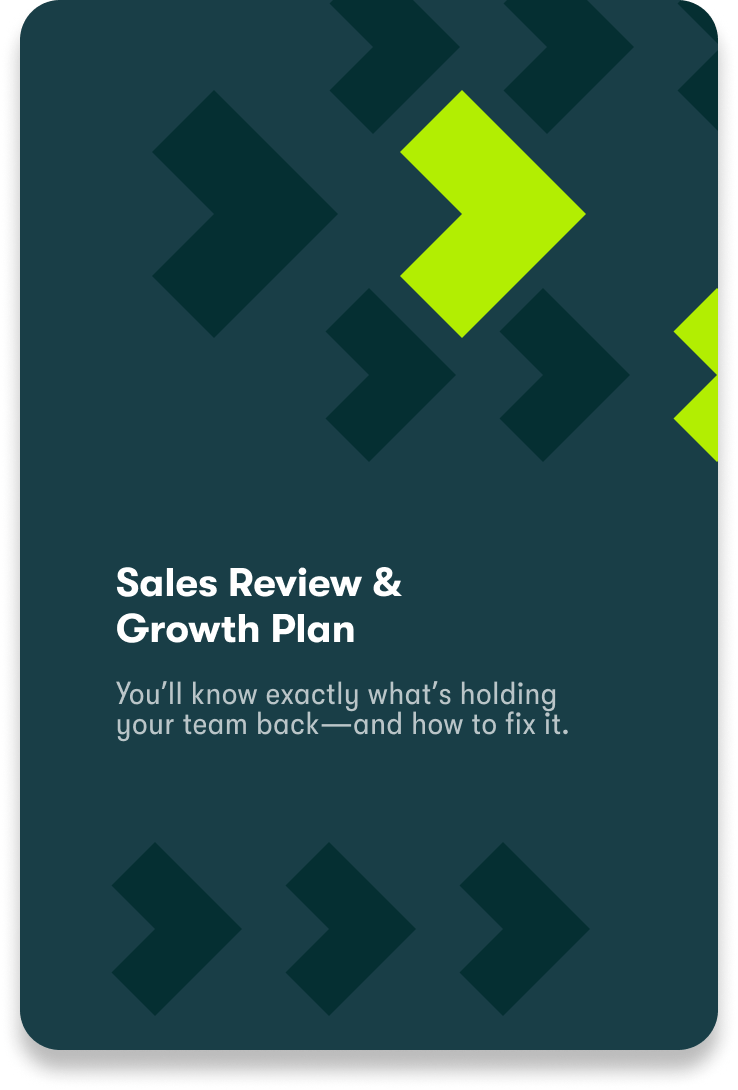 Sales Review &
Growth Plan
You’ll know exactly what’s holding
your team back—and how to fix it.